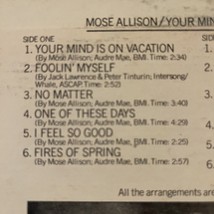 MOSE ALLISON/YOUR MIN
SIDE ONE
1. YOUR MIND IS ON VACATION
(By Mose Allison; Audre Mae, BMI. Time: 2:34)
2. FOOLIN' MYSELF
(By Jack Lawrence & Peter Tinturin; Intersong/
Whale, ASCAP. Time: 2:52)
3. NO MATTER
(By Mose Allison; Audre Mae, BMI. Time: 3:40)
4. ONE OF THESE DAYS
(By Mose Allison; Audre Mae, BMI. Time: 4:29)
5. I FEEL SO GOOD
(By Mose Allison; Audre Mae, BMI. Time: 2:25)
6. FIRES OF SPRING
(By Mose Allison; Audre Mae, BMI. Time: 2:57)
All the arrangements are